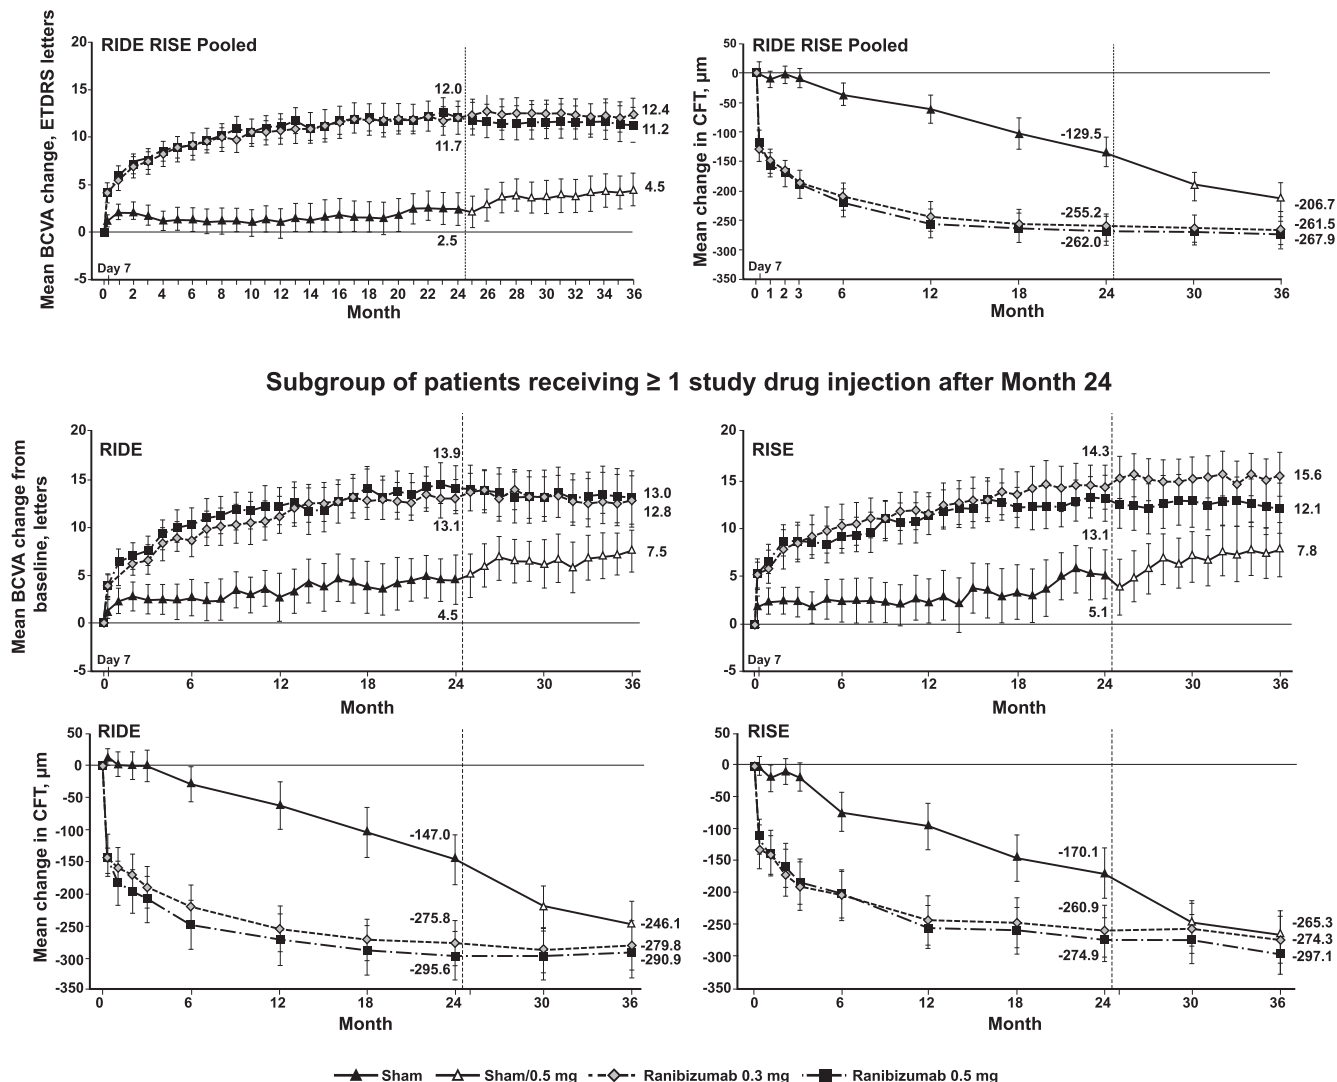 RIDE RISE Pooled
Mean BCVA change, ETDRS letters
20
15
10
5
0
-5
12.0
11.7
2.5
12.4
11.2
4.5
Day 7
0 2 4 6 8 10 12 14 16 18 20 22 24 26 28 30 32 34 36
Month
RIDE RISE Pooled
Mean change in CFT, µm
50
0
-50
-100
-150
-200
-250
-300
-350
-129.5
-255.2
-262.0
-206.7
-261.5
-267.9
Day 7
0 1 2 3 6 12 18 24 30 36
Month
Subgroup of patients receiving ≥ 1 study drug injection after Month 24
RIDE
Mean BCVA change from
baseline, letters
20
15
10
5
0
-5
13.9
13.1
4.5
13.0
12.8
7.5
Day 7
0 6 12 18 24 30 36
Month
RISE
20
15
10
5
0
-5
14.3
13.1
5.1
15.6
12.1
7.8
Day 7
0 6 12 18 24 30 36
Month
RIDE
Mean change in CFT, µm
50
0
-50
-100
-150
-200
-250
-300
-350
-147.0
-275.8
-295.6
-246.1
-279.8
-290.9
0 6 12 18 24 30 36
Month
RISE
50
0
-50
-100
-150
-200
-250
-300
-350
-170.1
-260.9
-274.9
-265.3
-274.3
-297.1
0 6 12 18 24 30 36
Month
Sham Sham/0.5 mg Ranibizumab 0.3 mg Ranibizumab 0.5 mg